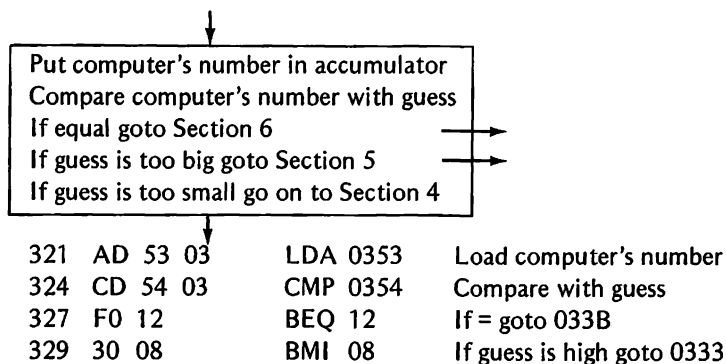 Put computer's number in accumulator
Compare computer's number with guess
If equal goto Section 6
If guess is too big goto Section 5
If guess is too small go on to Section 4
321 AD 53 03 LDA 0353 Load computer's number
324 CD 54 03 CMP 0354 Compare with guess
327 F0 12 BEQ 12 If = goto 033B
329 30 08 BMI 08 If guess is high goto 0333